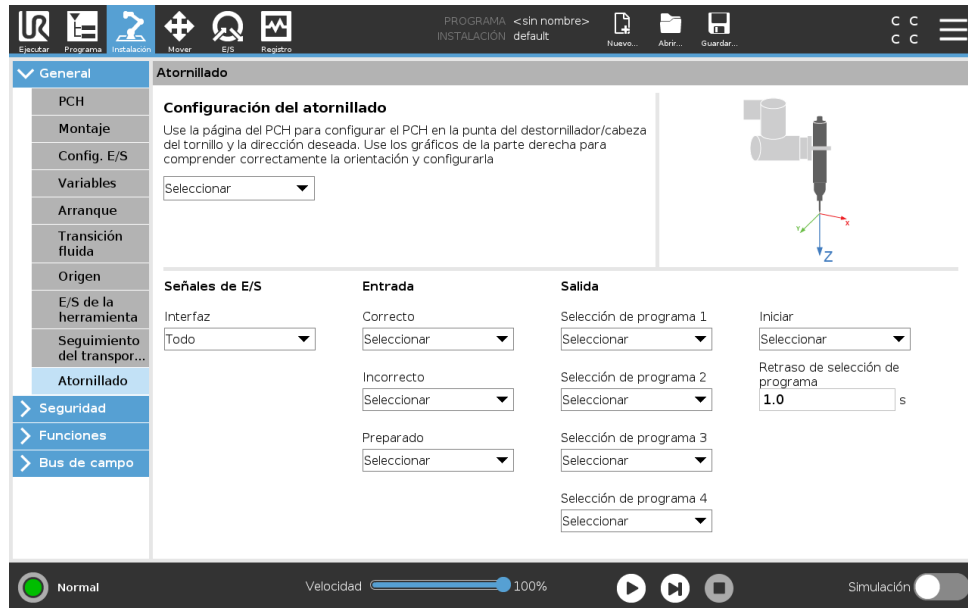 UR
PROGRAMA <sin nombre>
INSTALACIÓN default
C C
C C
Ejecutar
Programa
Instalación
Mover
E/S
Registro
Nuevo...
Abrir...
Guardar...
General
PCH
Montaje
Config. E/S
Variables
Arranque
Transición
fluida
Origen
E/S de la
herramienta
Seguimiento
del transpor...
Atornillado
Seguridad
Funciones
Bus de campo
Atornillado
Configuración del atornillado
Use la página del PCH para configurar el PCH en la punta del destornillador/cabeza
del tornillo y la dirección deseada. Use los gráficos de la parte derecha para
comprender correctamente la orientación y configurarla
Seleccionar
Y
X
Z
Señales de E/S
Interfaz
Todo
Entrada
Correcto
Seleccionar
Incorrecto
Seleccionar
Preparado
Seleccionar
Salida
Selección de programa 1
Seleccionar
Selección de programa 2
Seleccionar
Selección de programa 3
Seleccionar
Selección de programa 4
Seleccionar
Iniciar
Seleccionar
Retraso de selección de
programa
1.0 s
Normal
Velocidad 100%
Simulación